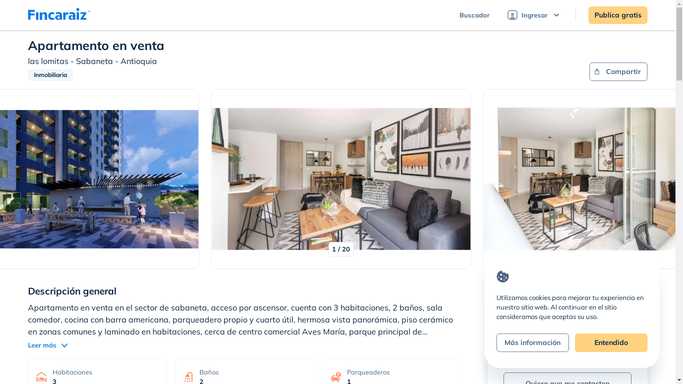 Fincaraiz
Buscador
Ingresar
Publica gratis
Apartamento en venta
las lomitas - Sabaneta - Antioquia
Inmobiliaria
Compartir
1 / 20
Descripción general
Apartamento en venta en el sector de sabaneta, acceso por ascensor, cuenta con 3 habitaciones, 2 baños, sala
comedor, cocina con barra americana, parqueadero propio y cuarto útil, hermosa vista panorámica, piso cerámico
en zonas comunes y laminado en habitaciones, cerca de centro comercial Aves María, parque principal de...
Leer más
Habitaciones
3
Baños
2
Parqueaderos
1
Utilizamos cookies para mejorar tu experiencia en
nuestro sitio web. Al continuar en el sitio
consideramos que aceptas su uso.
Más información
Entendido
Quiero que me contacten